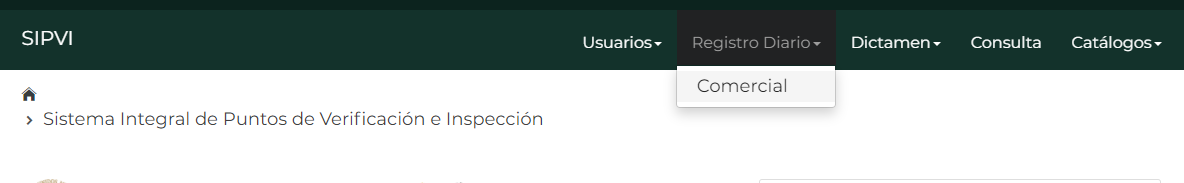 SIPVI
Usuarios
Registro Diario
Dictamen
Consulta
Catálogos
Comercial
Sistema Integral de Puntos de Verificación e Inspección